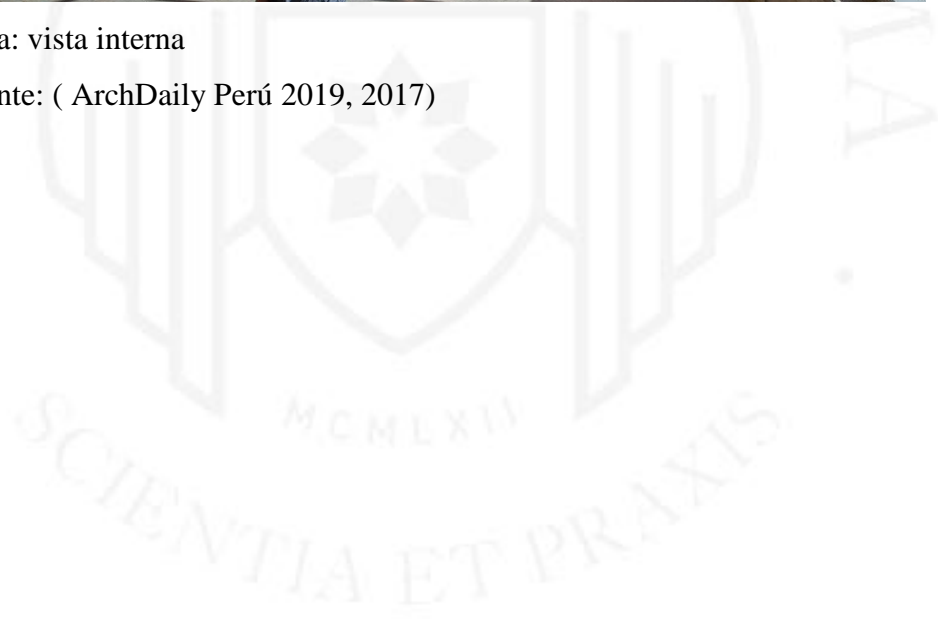 a: vista interna
nte: ( ArchDaily Perú 2019, 2017)
MCMLXII
SCIENTIA ET PRAXIS